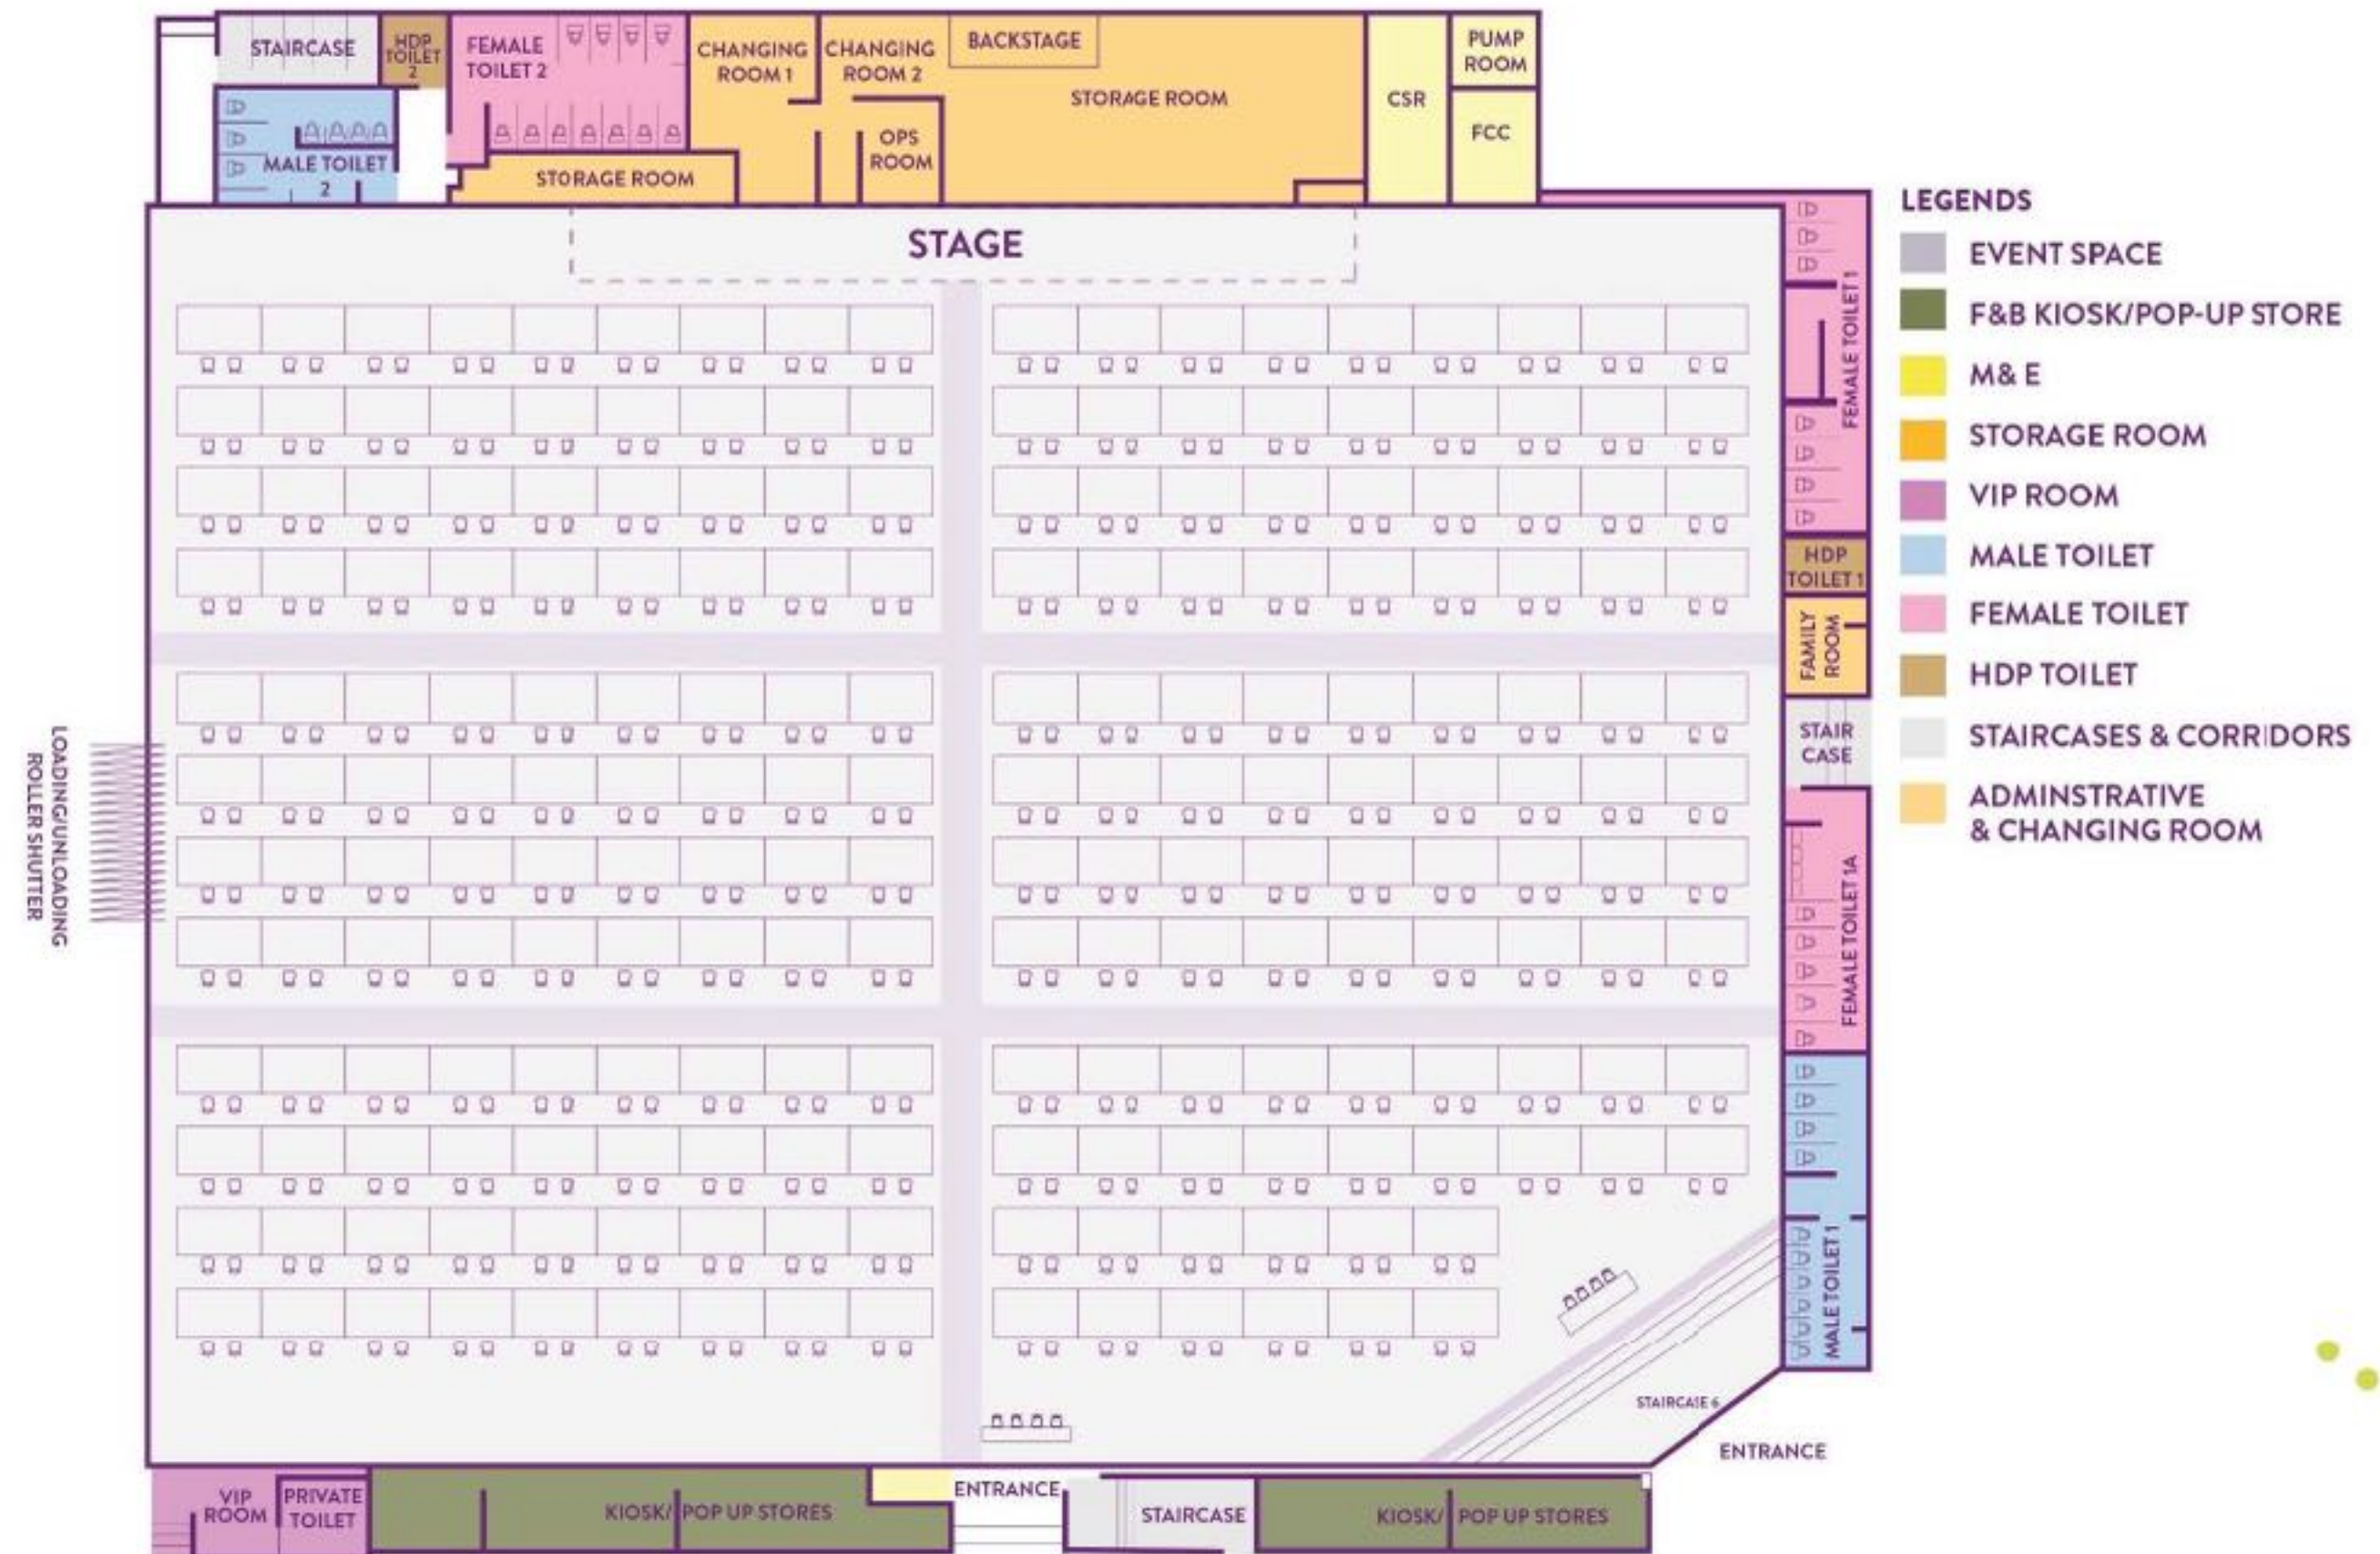 STAIRCASE
HDP
TOILET
2
FEMALE
TOILET 2
CHANGING
ROOM 1
CHANGING
ROOM 2
BACKSTAGE
STORAGE ROOM
CSR
PUMP
ROOM
FCC
OPS
ROOM
MALE TOILET
2
STORAGE ROOM
STAGE
FEMALE TOILET 1
HDP
TOILET 1
FAMILY
ROOM
STAIR
CASE
FEMALE TOILET 1A
MALE TOILET 1
LOADING/UNLOADING
ROLLER SHUTTER
STAIRCASE 6
ENTRANCE
VIP
ROOM
PRIVATE
TOILET
KIOSK/ POP UP STORES
ENTRANCE
STAIRCASE
KIOSK/ POP UP STORES
LEGENDS
EVENT SPACE
F&B KIOSK/POP-UP STORE
M& E
STORAGE ROOM
VIP ROOM
MALE TOILET
FEMALE TOILET
HDP TOILET
STAIRCASES & CORRIDORS
ADMINSTRATIVE
& CHANGING ROOM